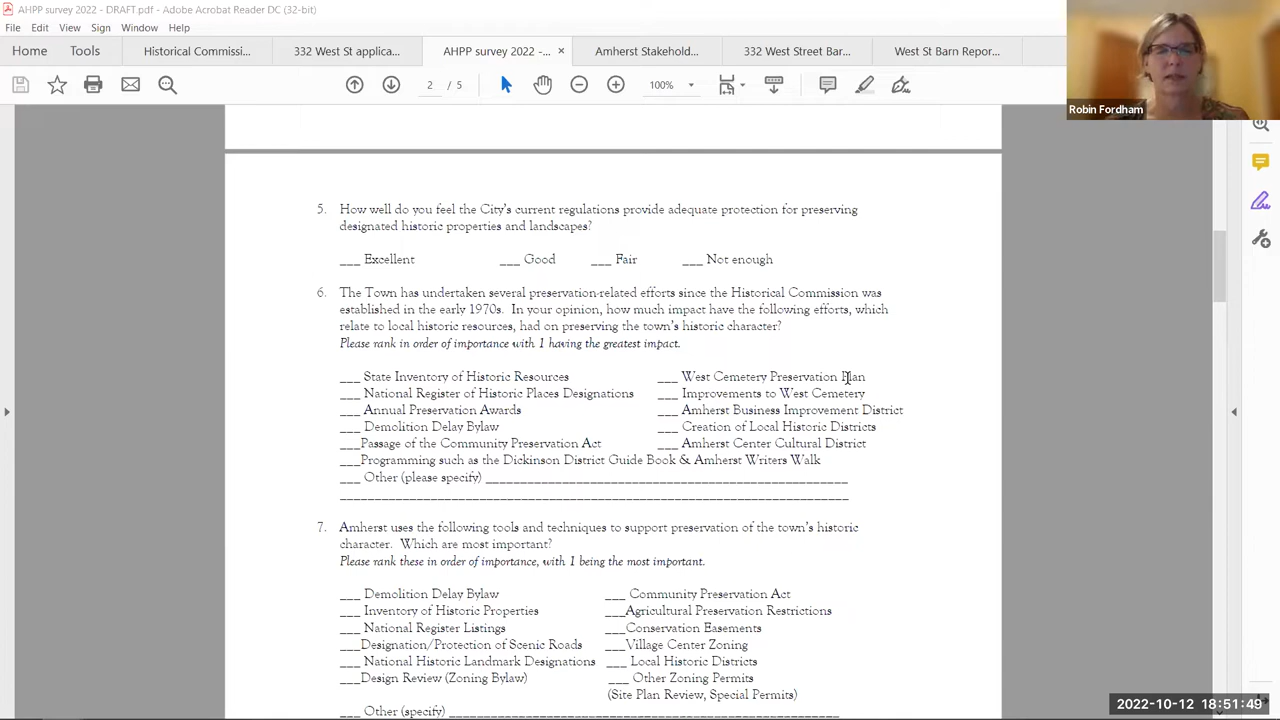 AHPP survey 2022 - DRAFT.pdf - Adobe Acrobat Reader DC (32-bit)
File Edit View Sign Window Help
Home Tools Historical Commissi... 332 West St applica... AHPP survey 2022 -... × Amherst Stakehold... 332 West Street Bar... West St Barn Repor...
2 / 5 100%
Robin Fordham
5. How well do you feel the City's current regulations provide adequate protection for preserving
designated historic properties and landscapes?
___ Excellent ___ Good ___ Fair ___ Not enough
6. The Town has undertaken several preservation-related efforts since the Historical Commission was
established in the early 1970s. In your opinion, how much impact have the following efforts, which
relate to local historic resources, had on preserving the town's historic character?
Please rank in order of importance with 1 having the greatest impact.
___ State Inventory of Historic Resources ___ West Cemetery Preservation Plan
___ National Register of Historic Places Designations ___ Improvements to West Cemetery
___ Annual Preservation Awards ___ Amherst Business Improvement District
___ Demolition Delay Bylaw ___ Creation of Local Historic Districts
___Passage of the Community Preservation Act ___ Amherst Center Cultural District
___Programming such as the Dickinson District Guide Book & Amherst Writers Walk
___ Other (please specify) ____________________________________________________
_________________________________________________________________________
7. Amherst uses the following tools and techniques to support preservation of the town's historic
character. Which are most important?
Please rank these in order of importance, with 1 being the most important.
___ Demolition Delay Bylaw ___ Community Preservation Act
___ Inventory of Historic Properties ___Agricultural Preservation Restrictions
___ National Register Listings ___Conservation Easements
___Designation/Protection of Scenic Roads ___Village Center Zoning
___ National Historic Landmark Designations ___ Local Historic Districts
___Design Review (Zoning Bylaw) ___ Other Zoning Permits
(Site Plan Review, Special Permits)
___ Other (specify) ________________________________________________________
2022-10-12 18:51:49